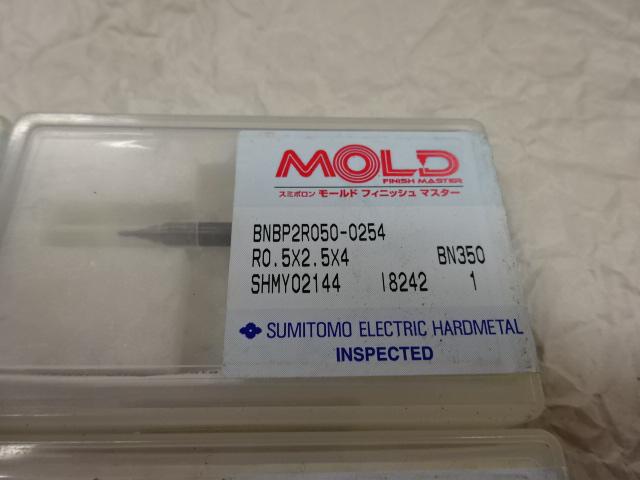 MOLD
FINISH MASTER
スミボロン モールド フィニッシュ マスター
BNBP2R050-0254
R0.5X2.5X4 BN350
SHMY02144 I8242 1
SUMITOMO ELECTRIC HARDMETAL
INSPECTED